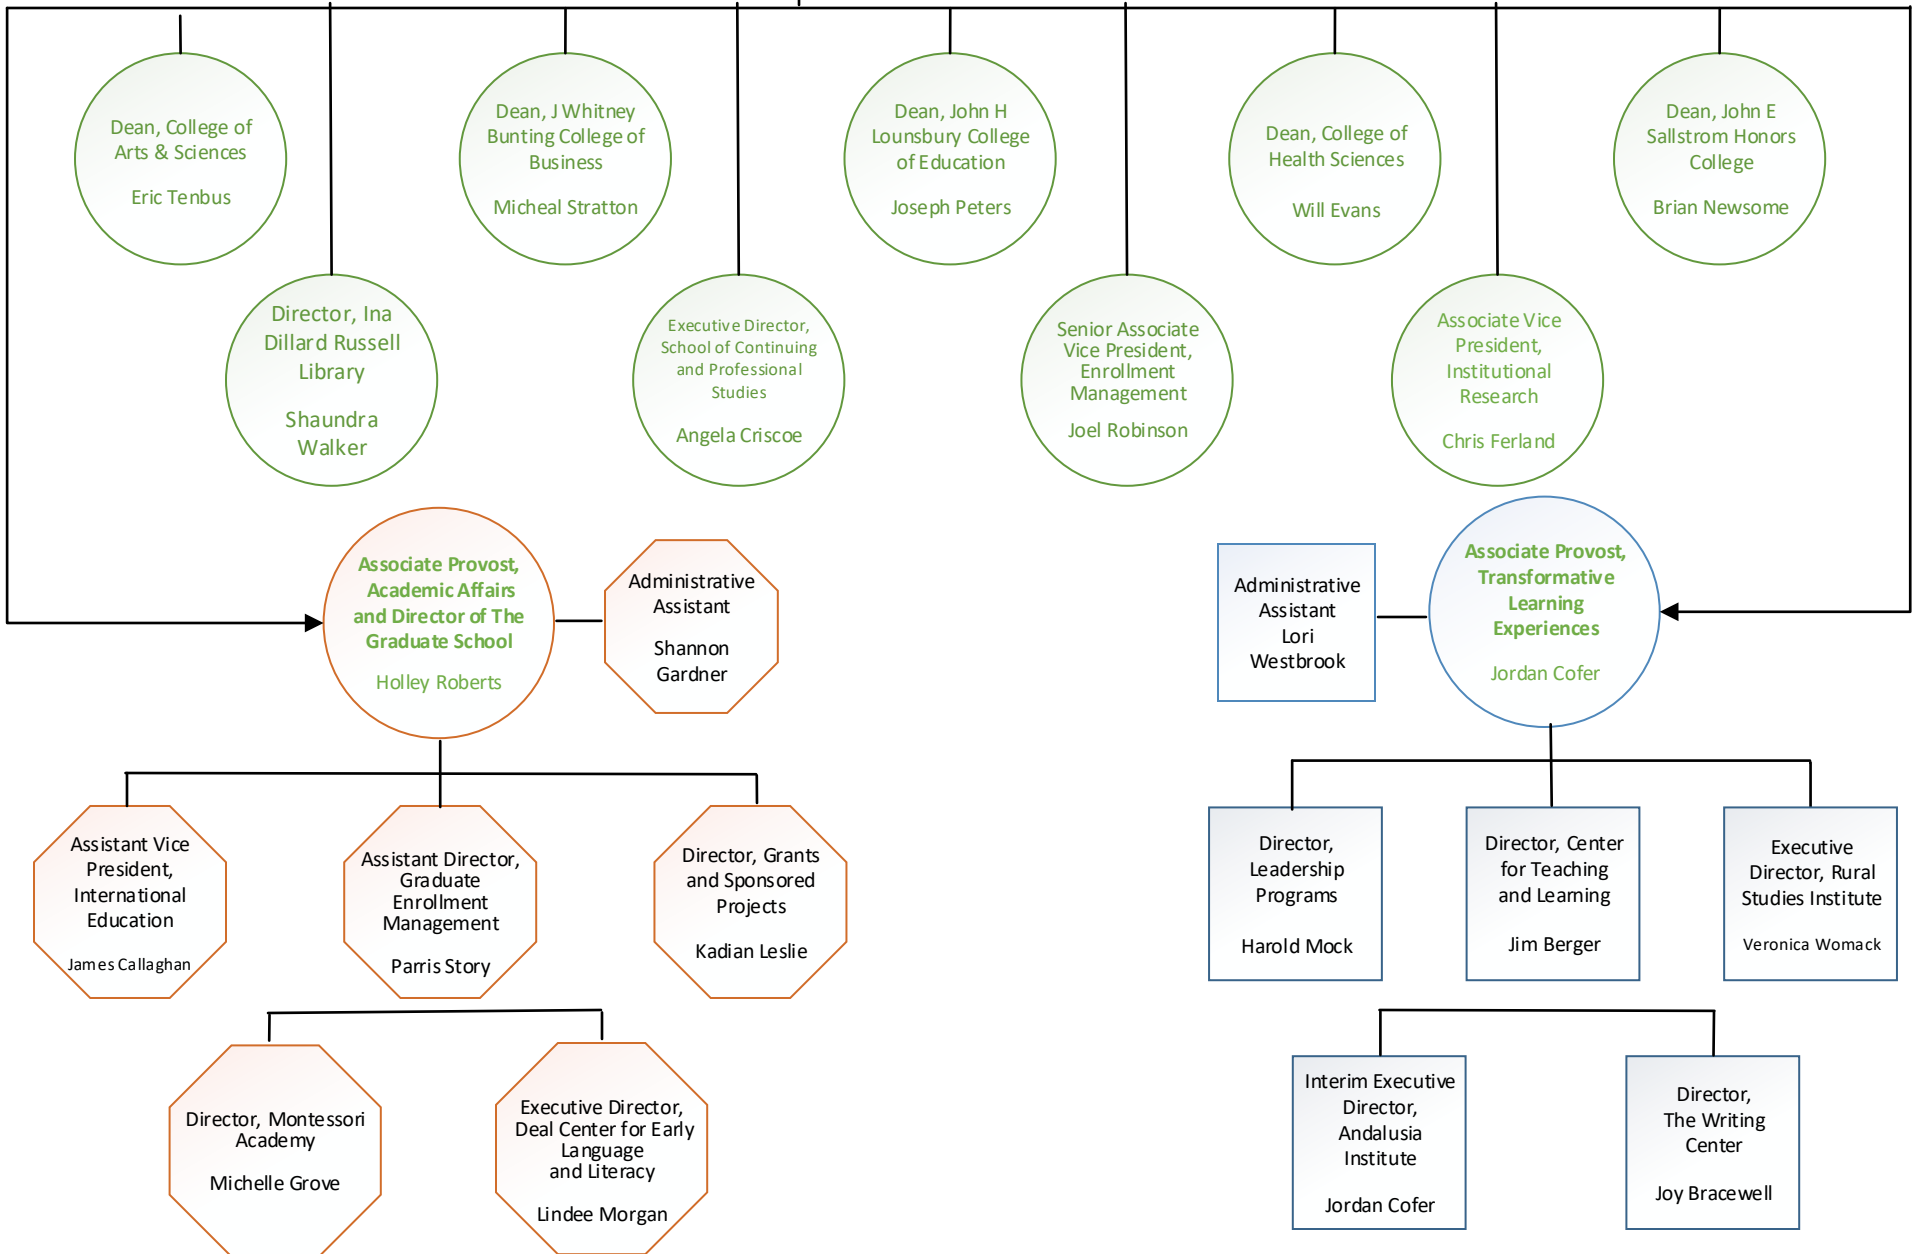 Dean, College of
Arts & Sciences
Eric Tenbus
Dean, J Whitney
Bunting College of
Business
Micheal Stratton
Dean, John H
Lounsbury College
of Education
Joseph Peters
Dean, College of
Health Sciences
Will Evans
Dean, John E
Sallstrom Honors
College
Brian Newsome
Director, Ina
Dillard Russell
Library
Shaundra
Walker
Executive Director,
School of Continuing
and Professional
Studies
Angela Criscoe
Senior Associate
Vice President,
Enrollment
Management
Joel Robinson
Associate Vice
President,
Institutional
Research
Chris Ferland
Associate Provost,
Academic Affairs
and Director of The
Graduate School
Holley Roberts
Administrative
Assistant
Shannon
Gardner
Administrative
Assistant
Lori
Westbrook
Associate Provost,
Transformative
Learning
Experiences
Jordan Cofer
Assistant Vice
President,
International
Education
James Callaghan
Assistant Director,
Graduate
Enrollment
Management
Parris Story
Director, Grants
and Sponsored
Projects
Kadian Leslie
Director,
Leadership
Programs
Harold Mock
Director, Center
for Teaching
and Learning
Jim Berger
Executive
Director, Rural
Studies Institute
Veronica Womack
Director, Montessori
Academy
Michelle Grove
Executive Director,
Deal Center for Early
Language
and Literacy
Lindee Morgan
Interim Executive
Director,
Andalusia
Institute
Jordan Cofer
Director,
The Writing
Center
Joy Bracewell